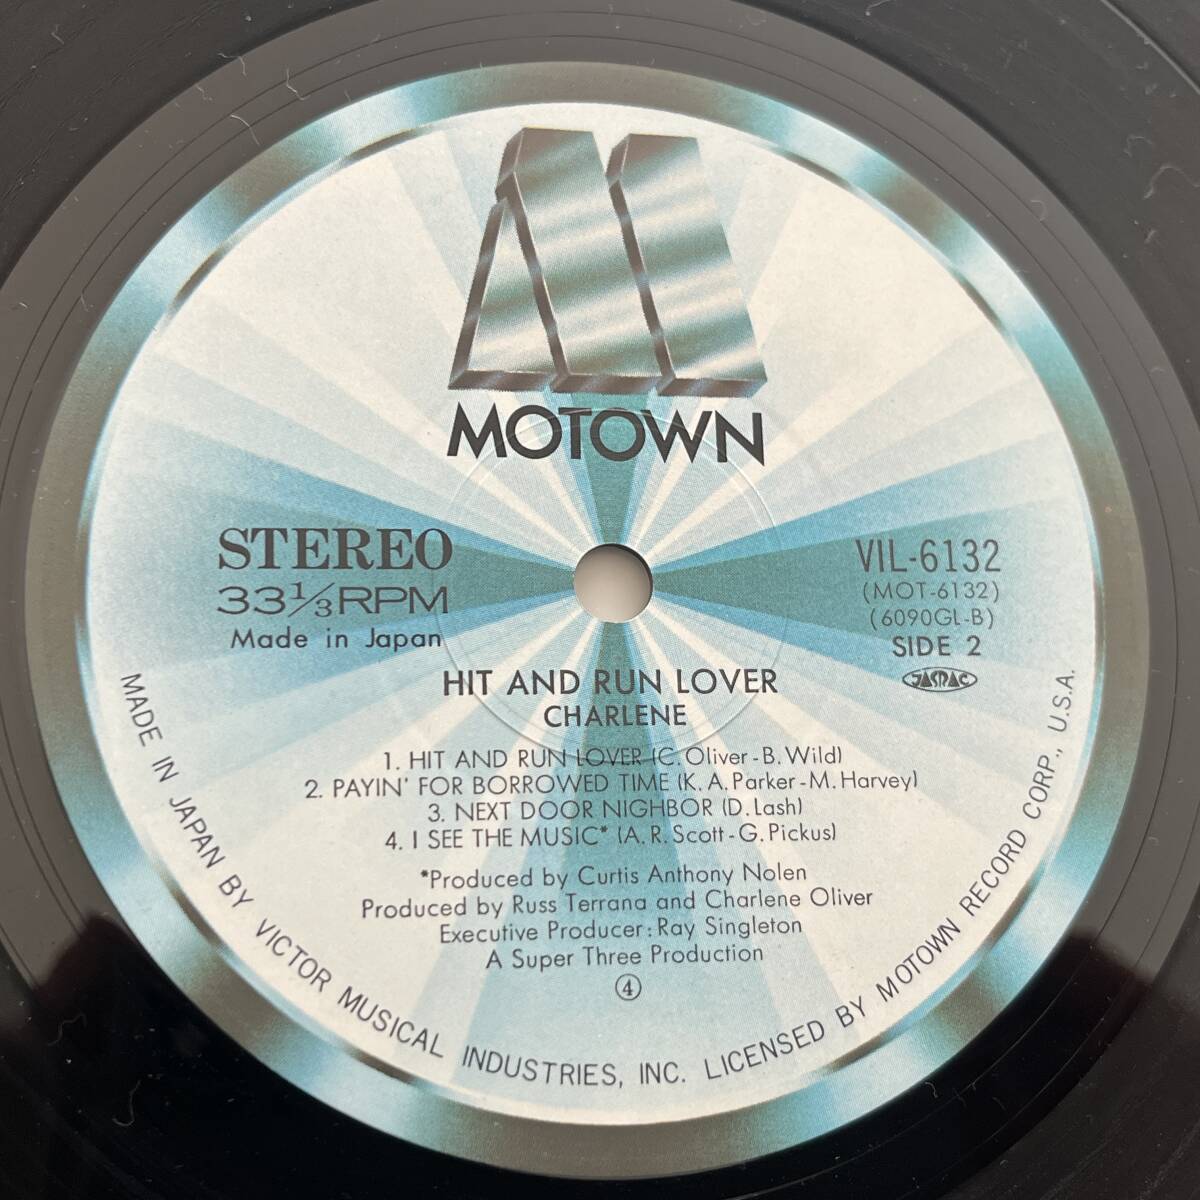 MOTOWN
STEREO
33 1/3 RPM
Made in Japan
VIL-6132
(MOT-6132)
(6090GL-B)
SIDE 2
JASRAC
HIT AND RUN LOVER
CHARLENE
1. HIT AND RUN LOVER (C. Oliver-B. Wild)
2. PAYIN' FOR BORROWED TIME (K. A. Parker-M. Harvey)
3. NEXT DOOR NIGHBOR (D. Lash)
4. I SEE THE MUSIC* (A. R. Scott-G. Pickus)
*Produced by Curtis Anthony Nolen
Produced by Russ Terrana and Charlene Oliver
Executive Producer: Ray Singleton
A Super Three Production
④
MADE IN JAPAN BY VICTOR MUSICAL INDUSTRIES, INC. LICENSED BY MOTOWN RECORD CORP., U.S.A.